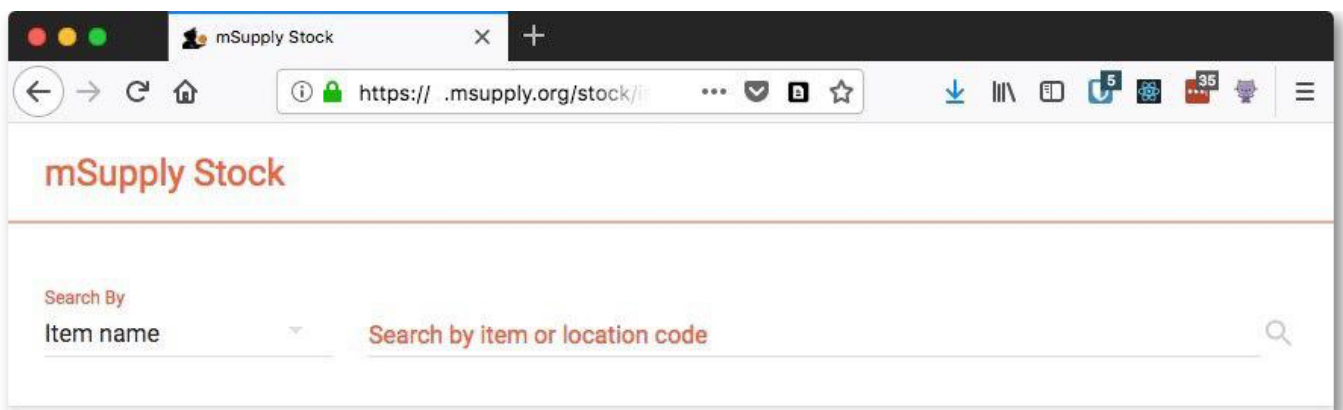 mSupply Stock
5
35
https:// .msupply.org/stock/
mSupply Stock
Search By
Item name
Search by item or location code